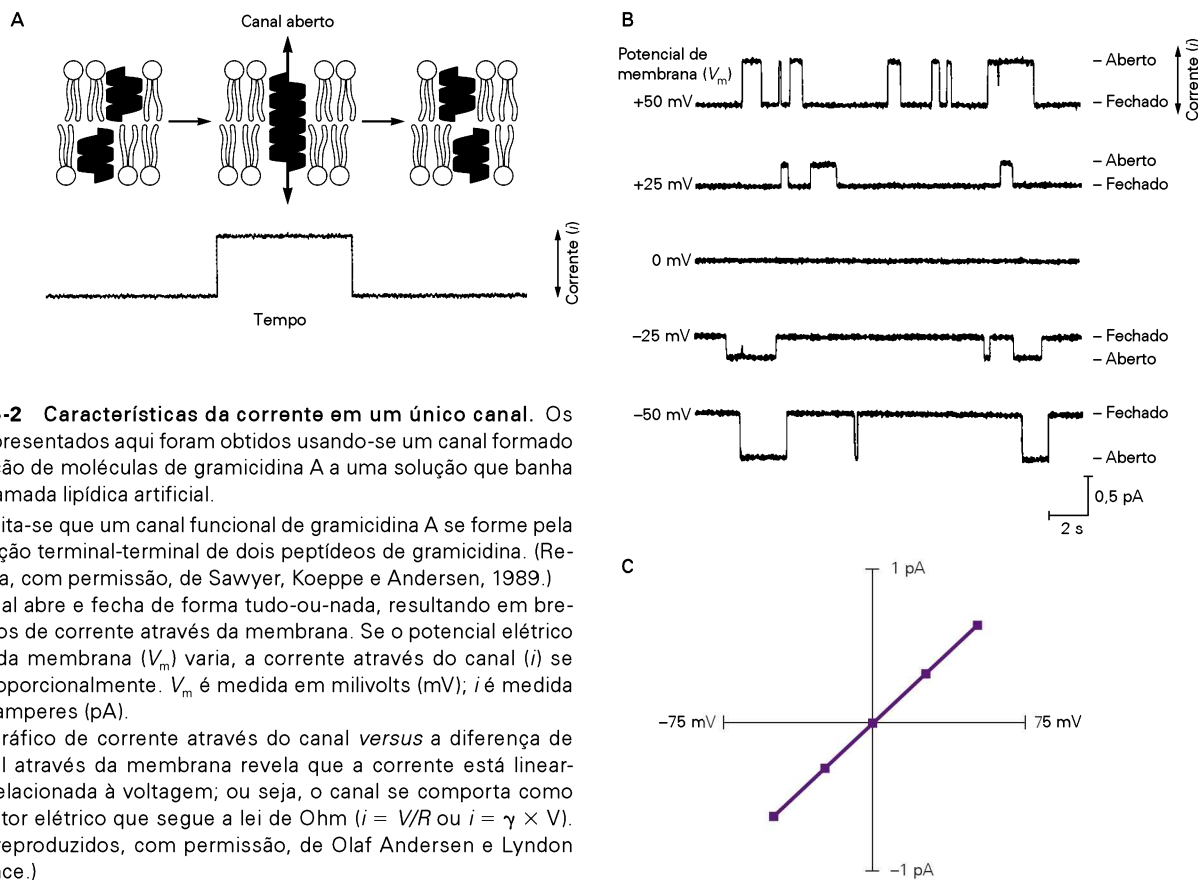 A
Canal aberto
Corrente (i)
Tempo
B
Potencial de
membrana (Vm)
+50 mV
– Aberto
– Fechado
Corrente (i)
+25 mV
– Aberto
– Fechado
0 mV
–25 mV
– Fechado
– Aberto
–50 mV
– Fechado
– Aberto
0,5 pA
2 s
-2 Características da corrente em um único canal. Os
presentados aqui foram obtidos usando-se um canal formado
ção de moléculas de gramicidina A a uma solução que banha
amada lipídica artificial.
ita-se que um canal funcional de gramicidina A se forme pela
ção terminal-terminal de dois peptídeos de gramicidina. (Re-
a, com permissão, de Sawyer, Koeppe e Andersen, 1989.)
al abre e fecha de forma tudo-ou-nada, resultando em bre-
os de corrente através da membrana. Se o potencial elétrico
da membrana (Vm) varia, a corrente através do canal (i) se
oporcionalmente. Vm é medida em milivolts (mV); i é medida
amperes (pA).
ráfico de corrente através do canal versus a diferença de
l através da membrana revela que a corrente está linear-
elacionada à voltagem; ou seja, o canal se comporta como
tor elétrico que segue a lei de Ohm (i = V/R ou i = γ × V).
reproduzidos, com permissão, de Olaf Andersen e Lyndon
ce.)
C
1 pA
–75 mV
75 mV
–1 pA